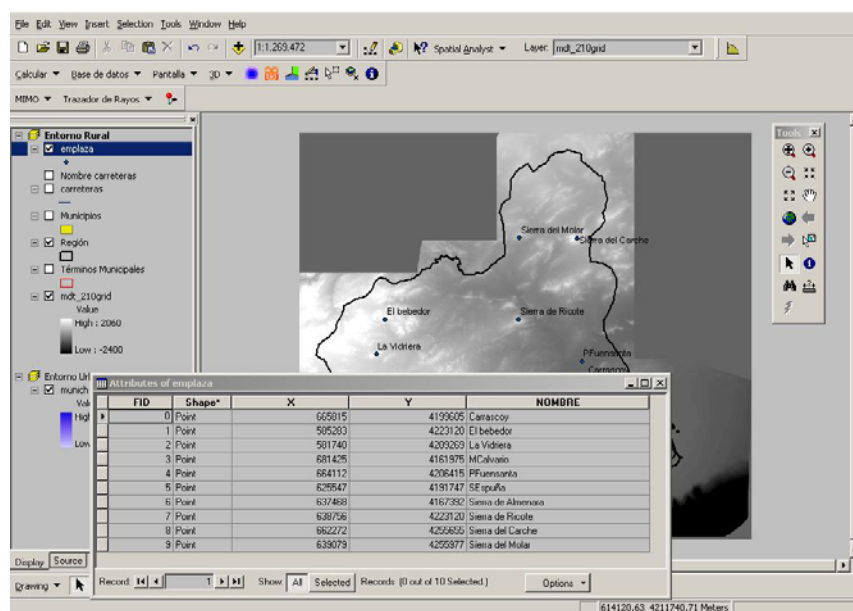 File Edit View Insert Selection Tools Window Help
1:1.269.472 Spatial Analyst Layer: mdt_210grid
Calcular Base de datos Pantalla 3D
MIMO Trazador de Rayos
Entorno Rural
emplaza
Nombre carreteras
carreteras
Municipios
Región
Términos Municipales
mdt_210grid
Value
High : 2060
Low : -2400
Entorno Url
munich
Val
High
Low
Display Source
Drawing
Sierra del Molar
Sierra del Carche
El bebedor
Sierra de Ricote
La Vidriera
PFuensanta
Carrascoy
Tools
Attributes of emplaza
FID Shape* X Y NOMBRE
0 Point 665815 4199605 Carrascoy
1 Point 585283 4223120 El bebedor
2 Point 581740 4209269 La Vidriera
3 Point 681425 4161975 MCalvario
4 Point 664112 4206415 PFuensanta
5 Point 625547 4191747 SEspuña
6 Point 637468 4167392 Sierra de Almenara
7 Point 638756 4223120 Sierra de Ricote
8 Point 662272 4255655 Sierra del Carche
9 Point 639079 4255977 Sierra del Molar
Record: 1 Show: All Selected Records (0 out of 10 Selected.) Options
614120,63 4211740,71 Meters